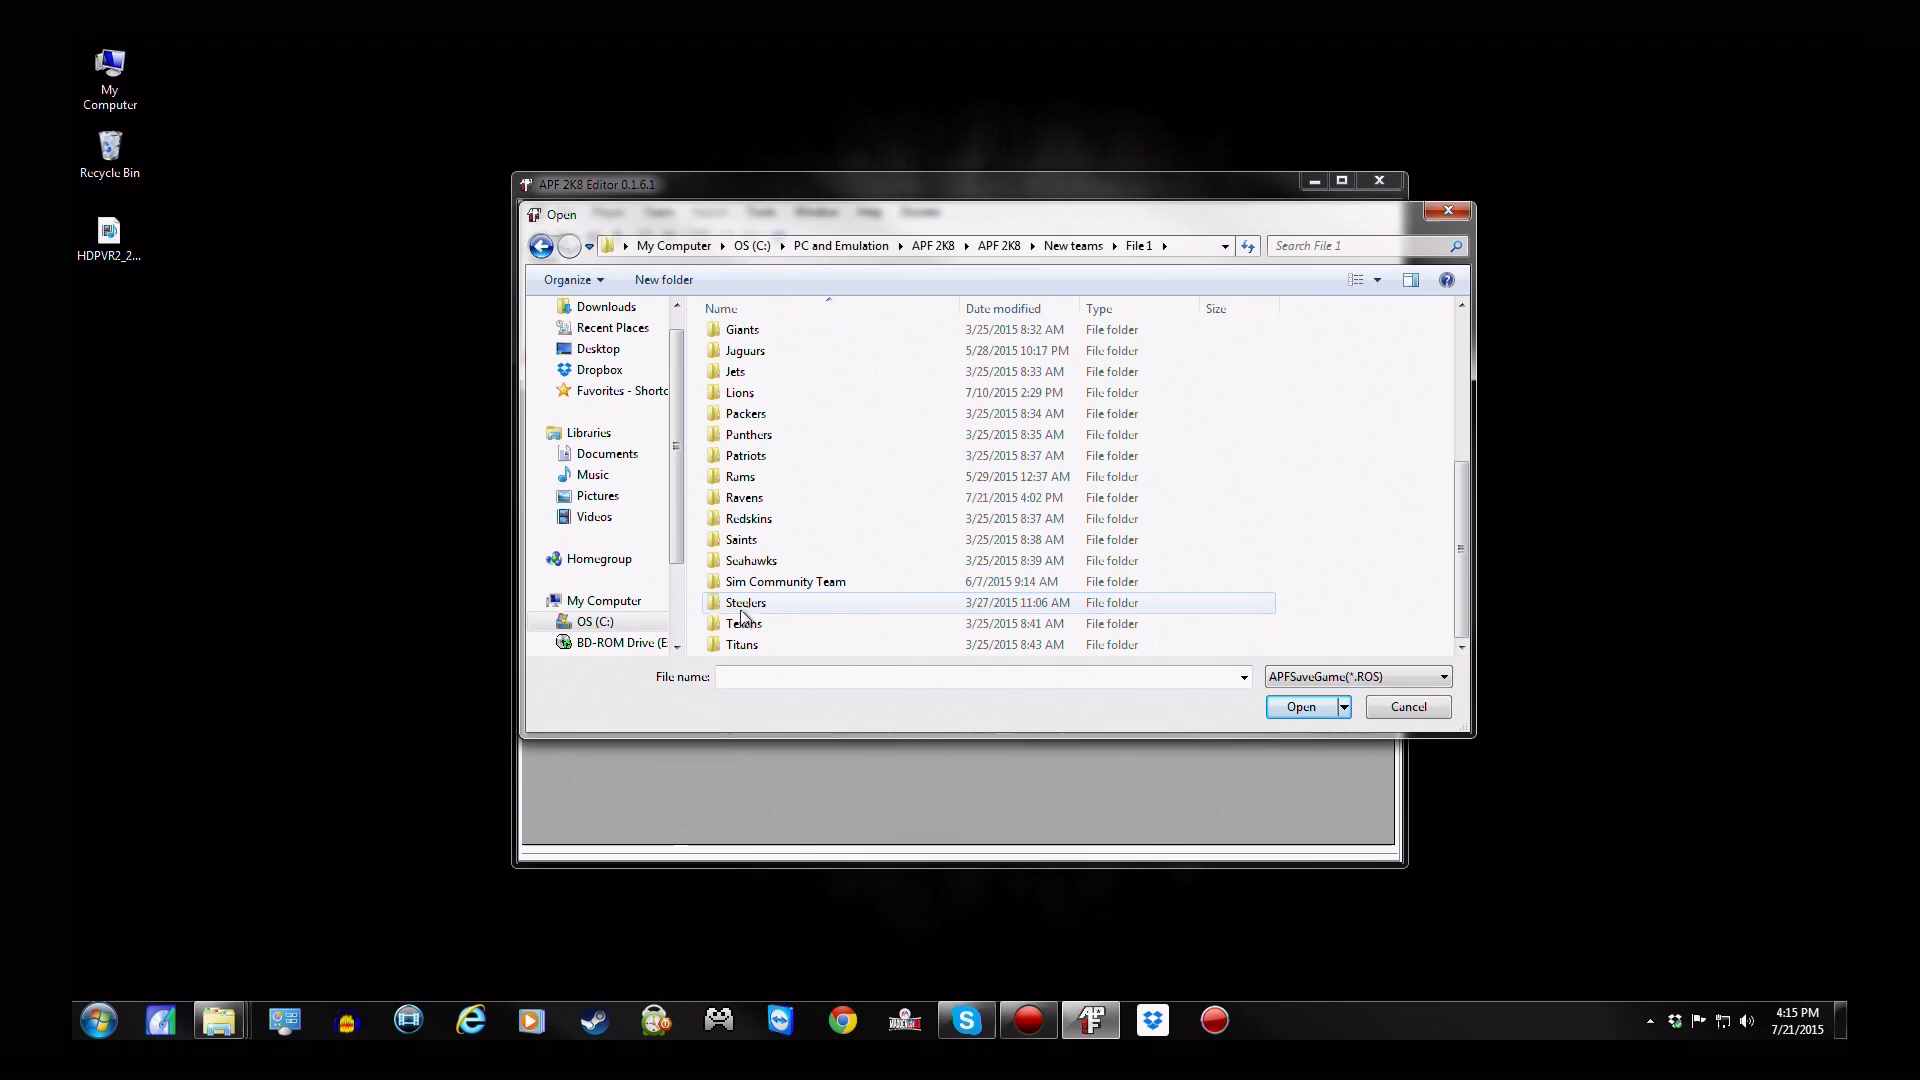 My
Computer
Recycle Bin
HDPVR2_2...
APF 2K8 Editor 0.1.6.1
Open
Player Team Search Tools Window Help Donate
My Computer OS (C:) PC and Emulation APF 2K8 APF 2K8 New teams File 1
Search File 1
Organize New folder
Name Date modified Type Size
Downloads
Recent Places
Desktop
Dropbox
Favorites - Shortc
Libraries
Documents
Music
Pictures
Videos
Homegroup
My Computer
OS (C:)
BD-ROM Drive (E
Giants 3/25/2015 8:32 AM File folder
Jaguars 5/28/2015 10:17 PM File folder
Jets 3/25/2015 8:33 AM File folder
Lions 7/10/2015 2:29 PM File folder
Packers 3/25/2015 8:34 AM File folder
Panthers 3/25/2015 8:35 AM File folder
Patriots 3/25/2015 8:37 AM File folder
Rams 5/29/2015 12:37 AM File folder
Ravens 7/21/2015 4:02 PM File folder
Redskins 3/25/2015 8:37 AM File folder
Saints 3/25/2015 8:38 AM File folder
Seahawks 3/25/2015 8:39 AM File folder
Sim Community Team 6/7/2015 9:14 AM File folder
Steelers 3/27/2015 11:06 AM File folder
Texans 3/25/2015 8:41 AM File folder
Titans 3/25/2015 8:43 AM File folder
File name:
APFSaveGame(*.ROS)
Open
Cancel
MADDEN
AP
F
4:15 PM
7/21/2015